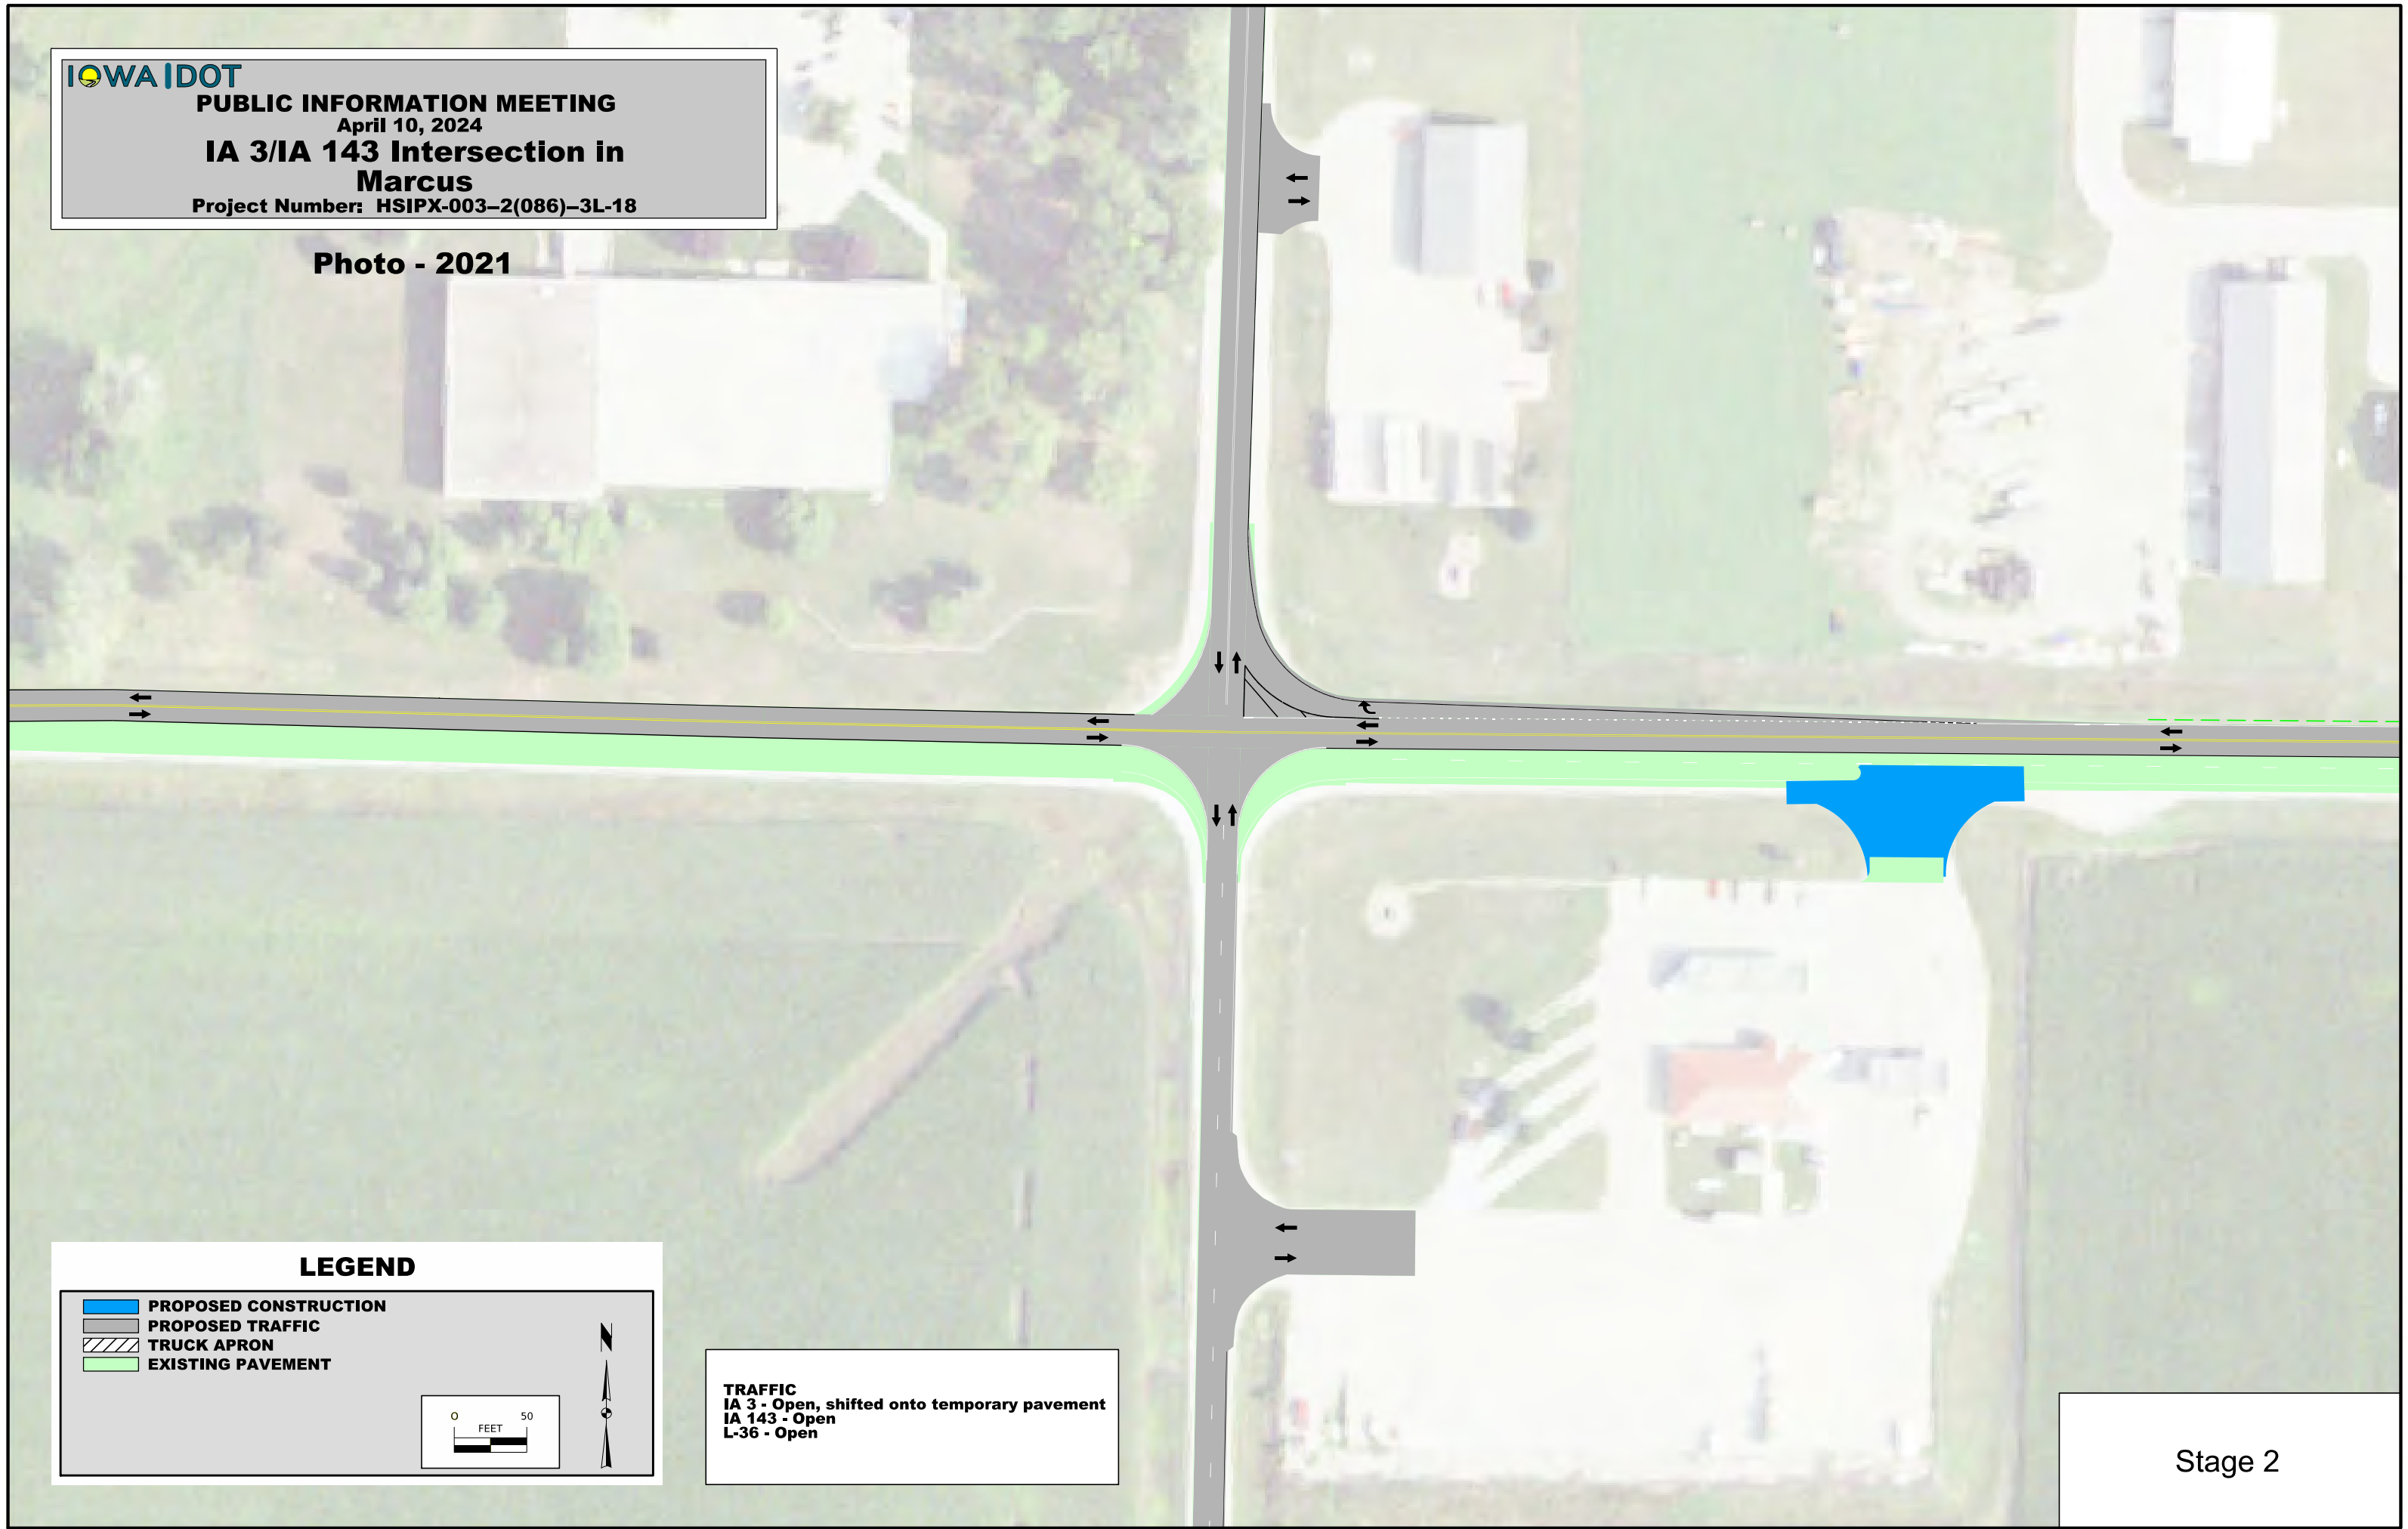 IOWA DOT
PUBLIC INFORMATION MEETING
April 10, 2024
IA 3/IA 143 Intersection in
Marcus
Project Number: HSIPX-003--2(086)--3L-18
Photo - 2021
LEGEND
PROPOSED CONSTRUCTION
PROPOSED TRAFFIC
TRUCK APRON
EXISTING PAVEMENT
N
0 50
FEET
TRAFFIC
IA 3 - Open, shifted onto temporary pavement
IA 143 - Open
L-36 - Open
Stage 2